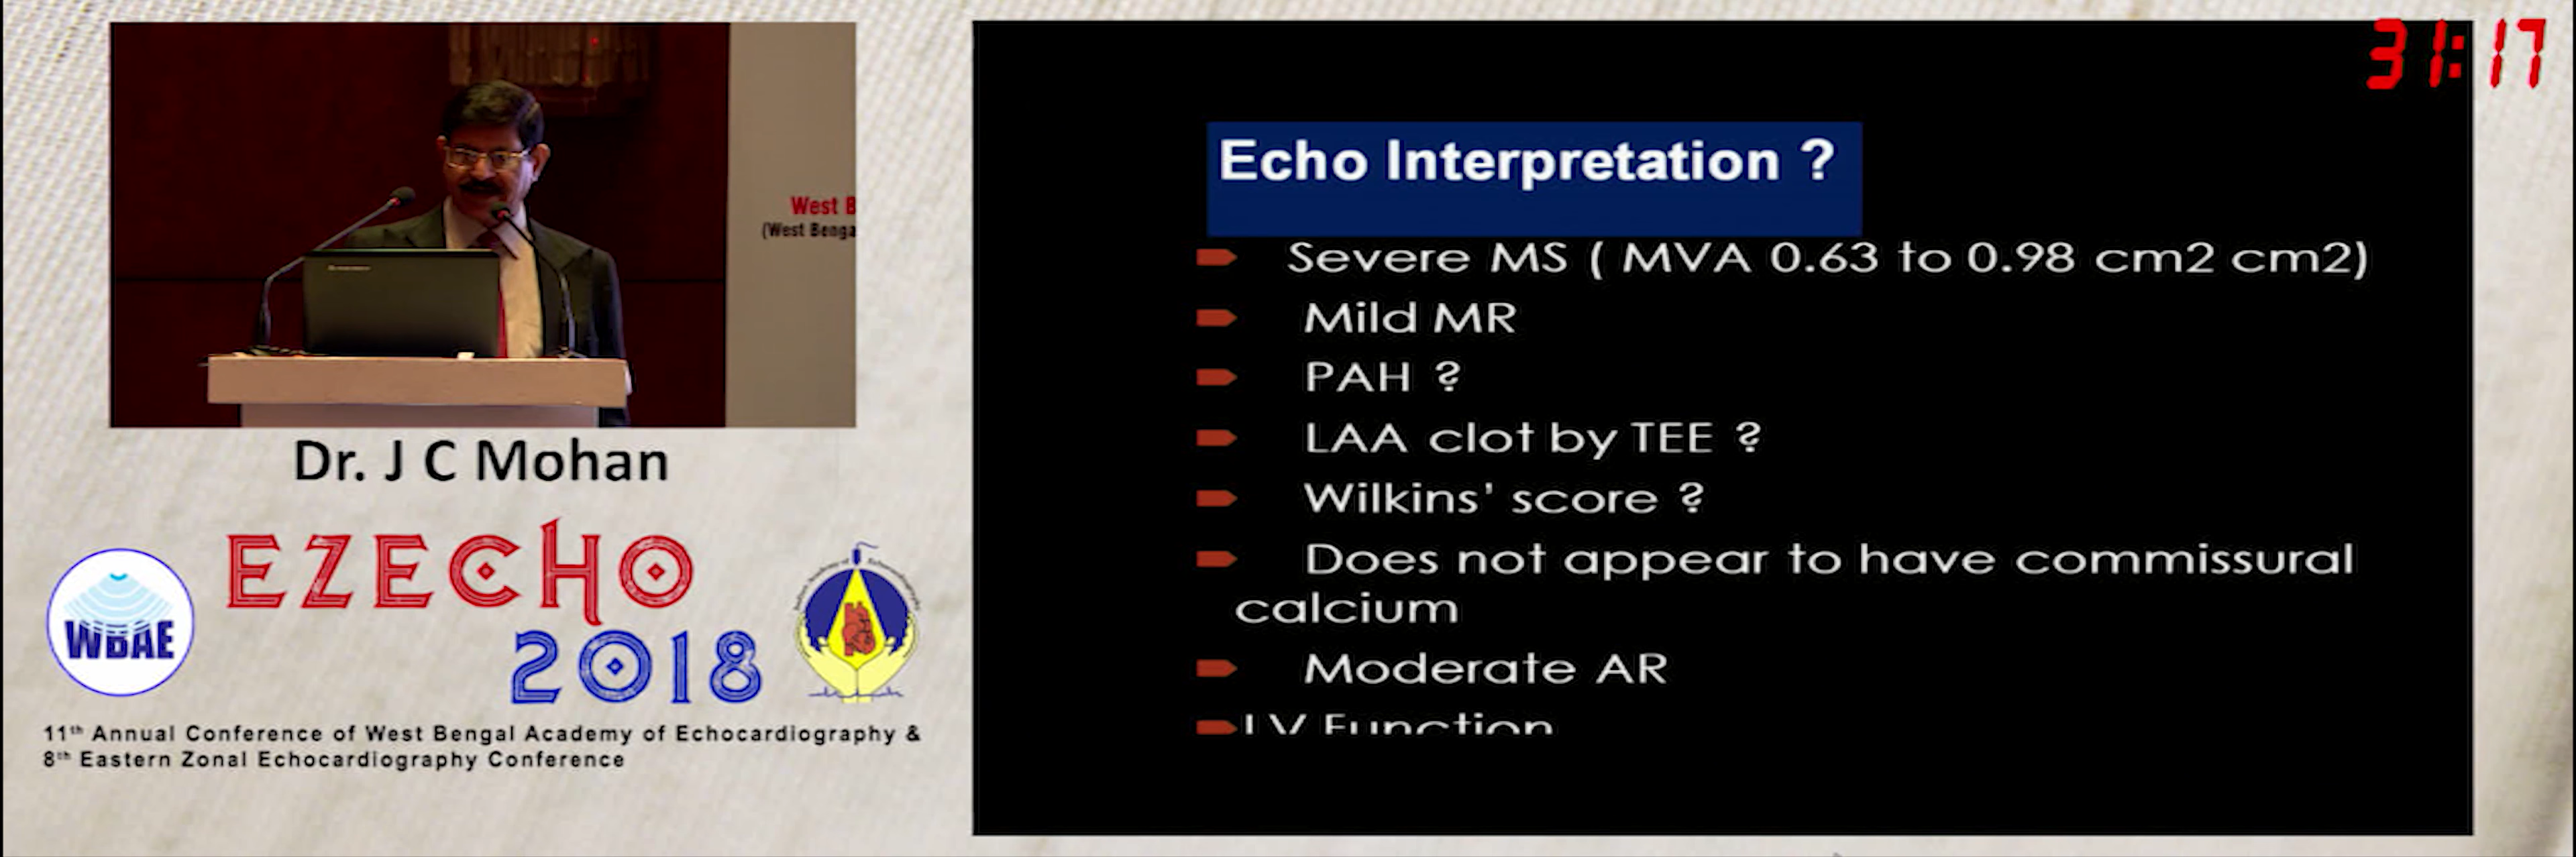 31:17
West B
(West Benga
Dr. J C Mohan
EZECHO
2018
WBAE
11th Annual Conference of West Bengal Academy of Echocardiography &
8th Eastern Zonal Echocardiography Conference
Echo Interpretation ?
Severe MS ( MVA 0.63 to 0.98 cm2 cm2)
Mild MR
PAH ?
LAA clot by TEE ?
Wilkins' score ?
Does not appear to have commissural
calcium
Moderate AR
LV Function